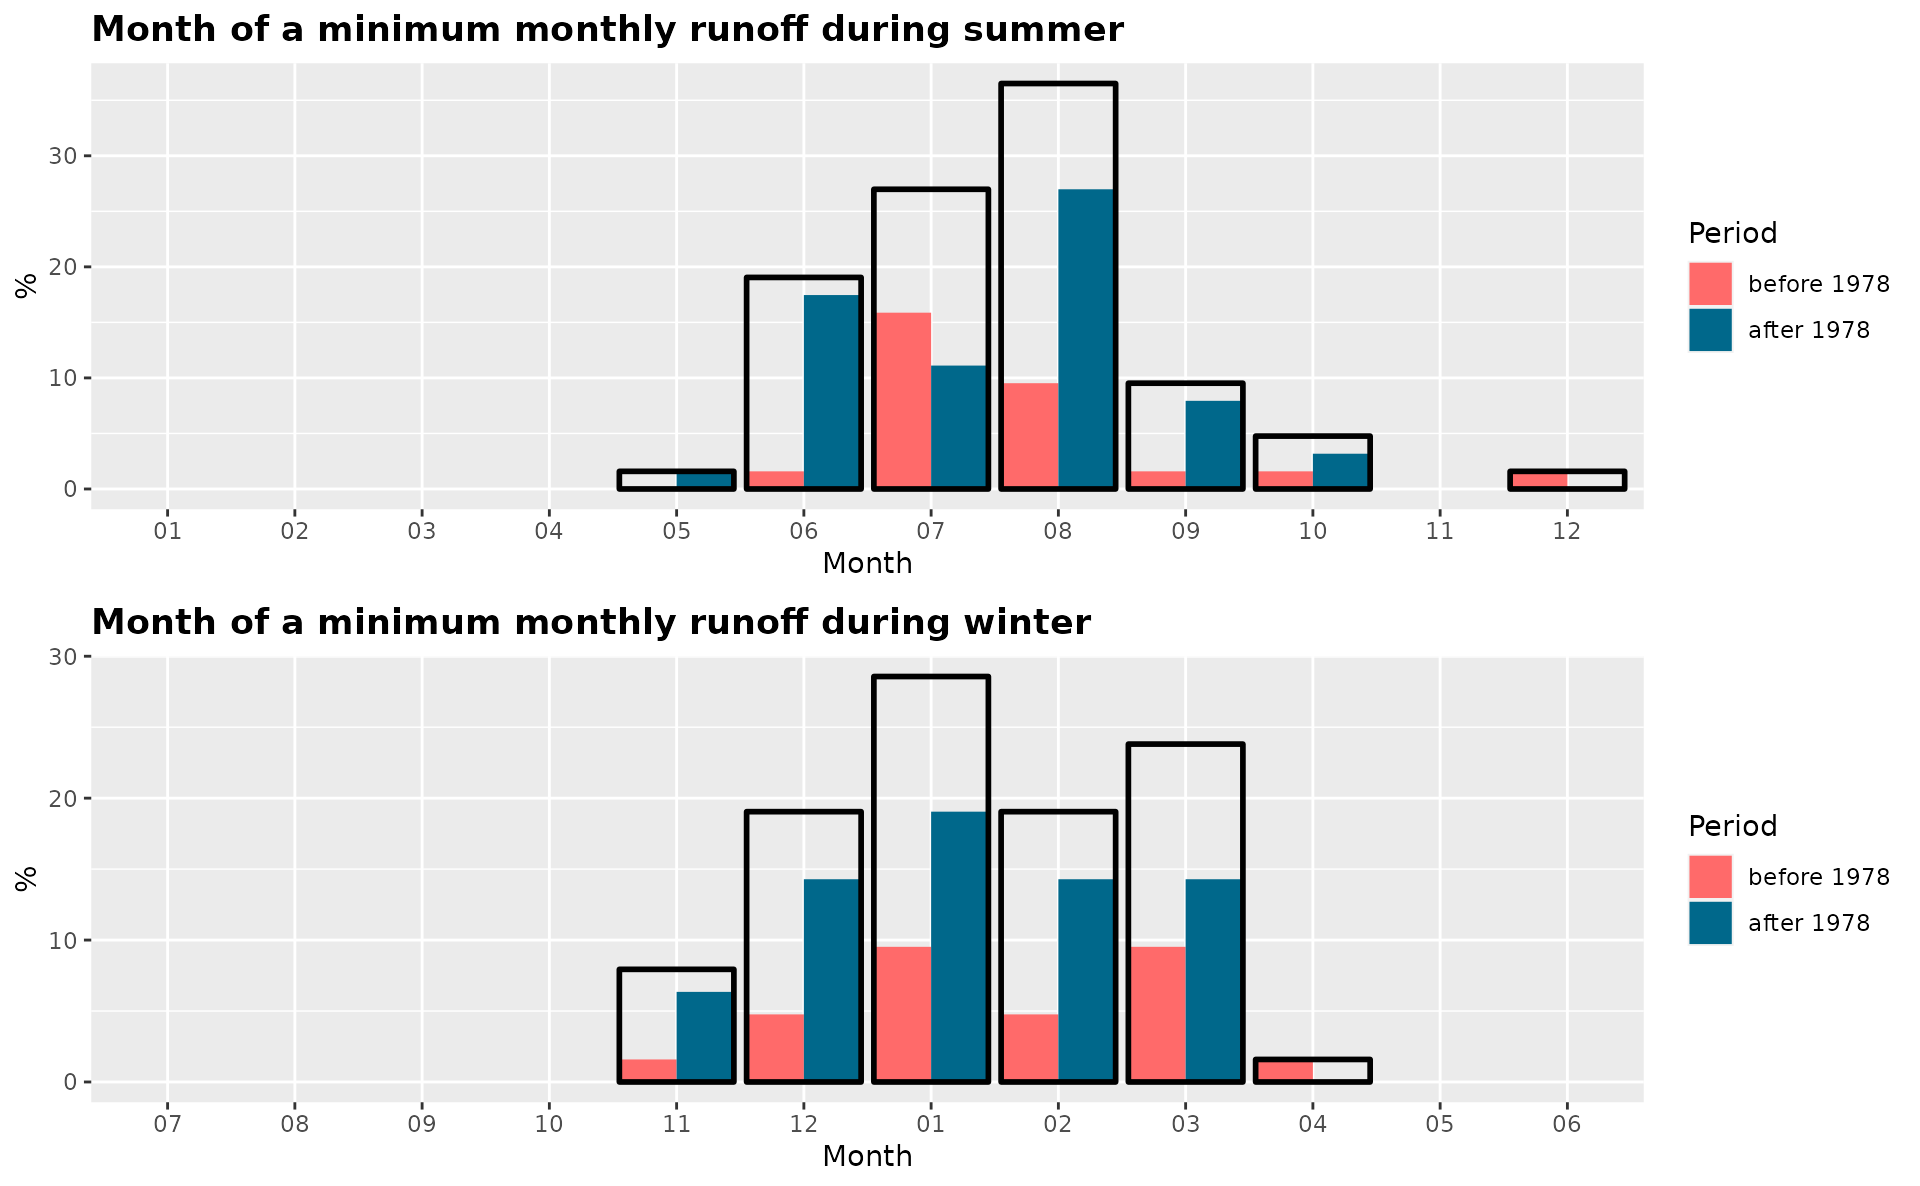 Month of a minimum monthly runoff during summer
%
30
20
10
0
01 02 03 04 05 06 07 08 09 10 11 12
Month
Period
before 1978
after 1978
Month of a minimum monthly runoff during winter
%
30
20
10
0
07 08 09 10 11 12 01 02 03 04 05 06
Month
Period
before 1978
after 1978